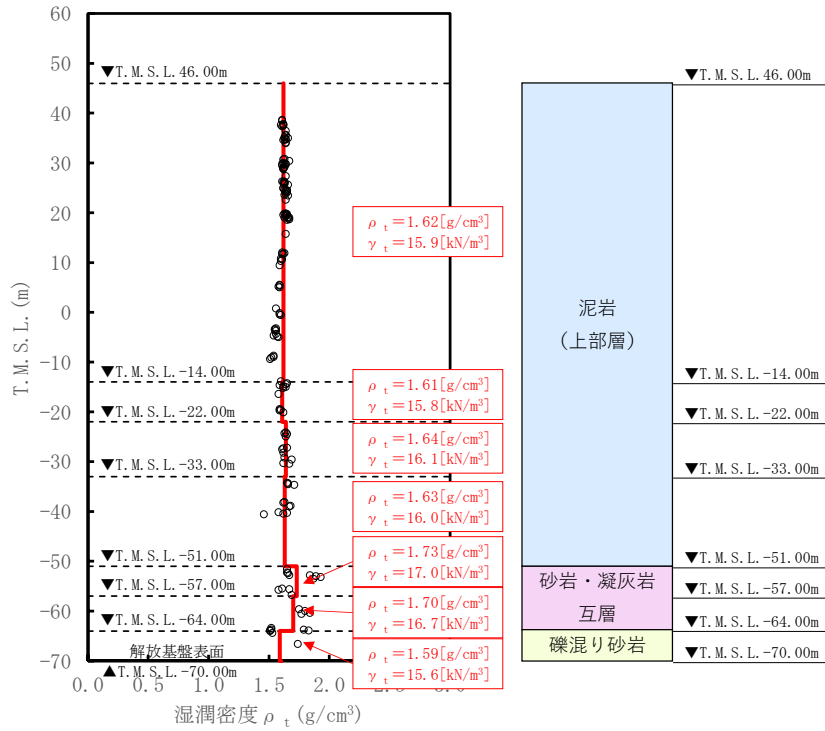 60
50
40
30
20
10
0
-10
-20
-30
-40
-50
-60
-70
T.M.S.L.(m)
▼T.M.S.L.46.00m
▼T.M.S.L.-14.00m
▼T.M.S.L.-22.00m
▼T.M.S.L.-33.00m
▼T.M.S.L.-51.00m
▼T.M.S.L.-57.00m
▼T.M.S.L.-64.00m
解放基盤表面
▲T.M.S.L.-70.00m
0.0 0.5 1.0 1.5 2.0
湿潤密度ρt(g/cm³)
ρt=1.62[g/cm³]
γt=15.9[kN/m³]
ρt=1.61[g/cm³]
γt=15.8[kN/m³]
ρt=1.64[g/cm³]
γt=16.1[kN/m³]
ρt=1.63[g/cm³]
γt=16.0[kN/m³]
ρt=1.73[g/cm³]
γt=17.0[kN/m³]
ρt=1.70[g/cm³]
γt=16.7[kN/m³]
ρt=1.59[g/cm³]
γt=15.6[kN/m³]
泥岩
(上部層)
砂岩・凝灰岩
互層
礫混り砂岩
▼T.M.S.L.46.00m
▼T.M.S.L.-14.00m
▼T.M.S.L.-22.00m
▼T.M.S.L.-33.00m
▼T.M.S.L.-51.00m
▼T.M.S.L.-57.00m
▼T.M.S.L.-64.00m
▼T.M.S.L.-70.00m